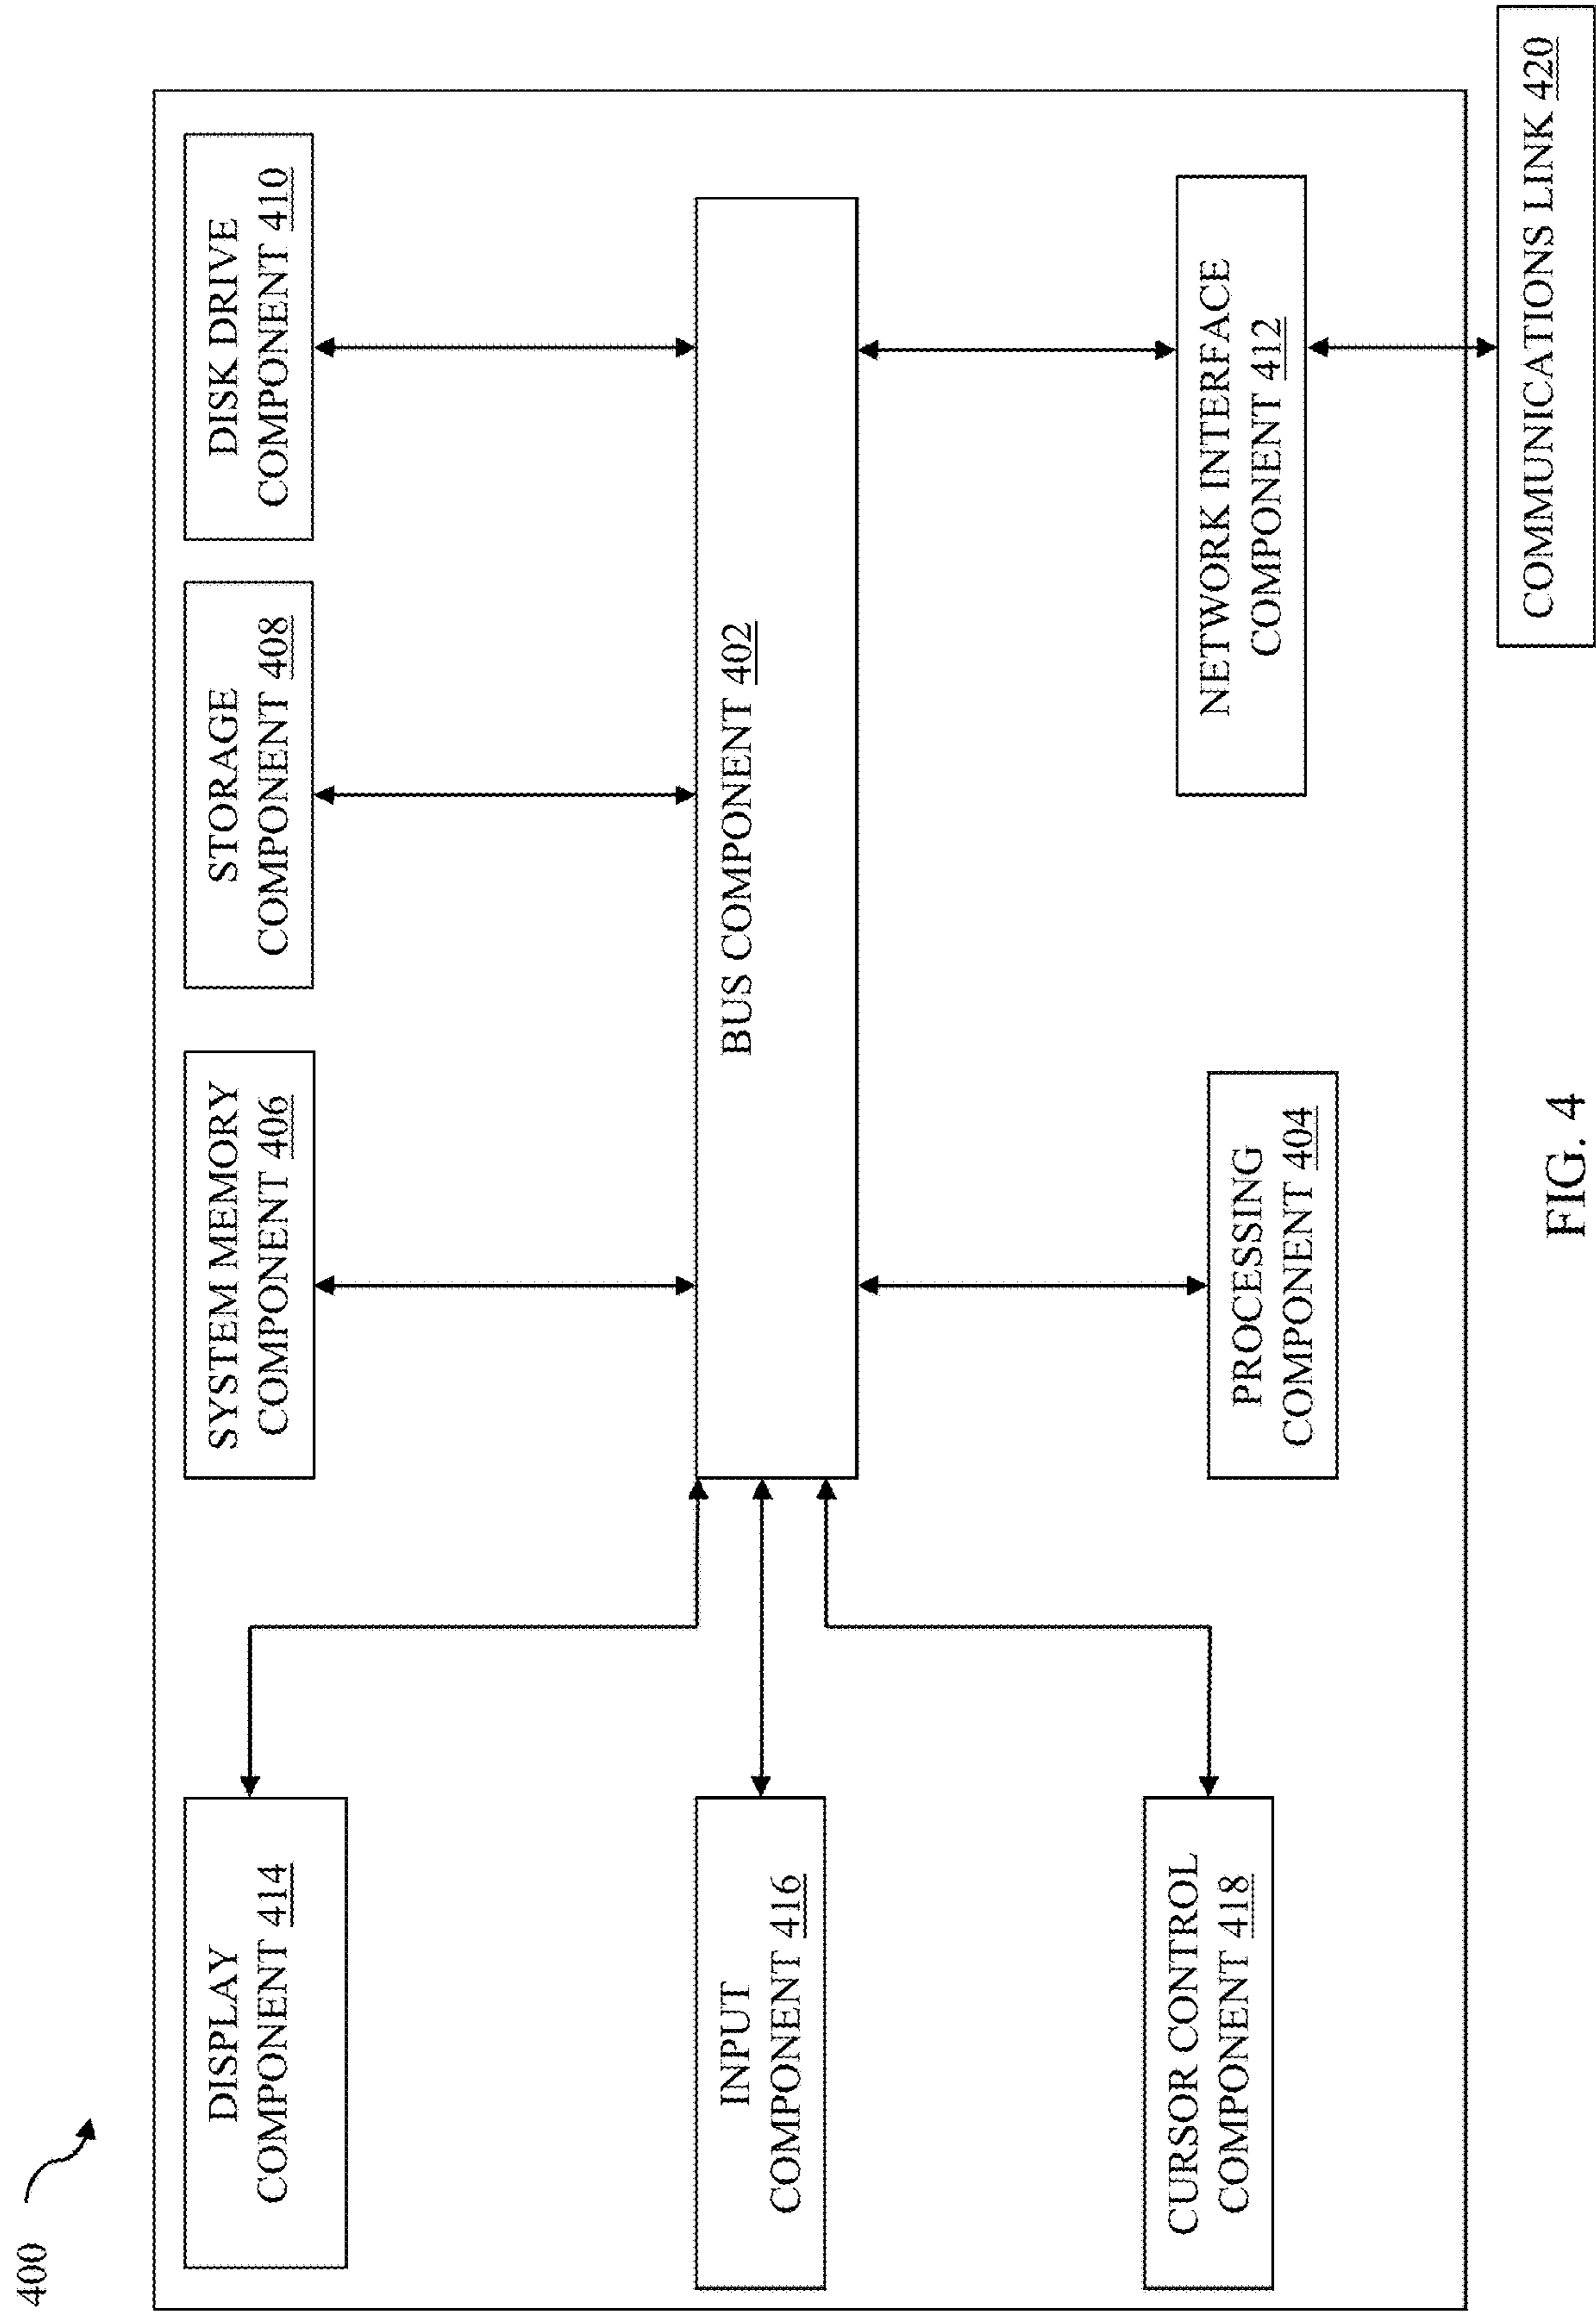 400
DISPLAY
COMPONENT 414
SYSTEM MEMORY
COMPONENT 406
STORAGE
COMPONENT 408
DISK DRIVE
COMPONENT 410
INPUT
COMPONENT 416
BUS COMPONENT 402
CURSOR CONTROL
COMPONENT 418
PROCESSING
COMPONENT 404
NETWORK INTERFACE
COMPONENT 412
COMMUNICATIONS LINK 420
FIG. 4